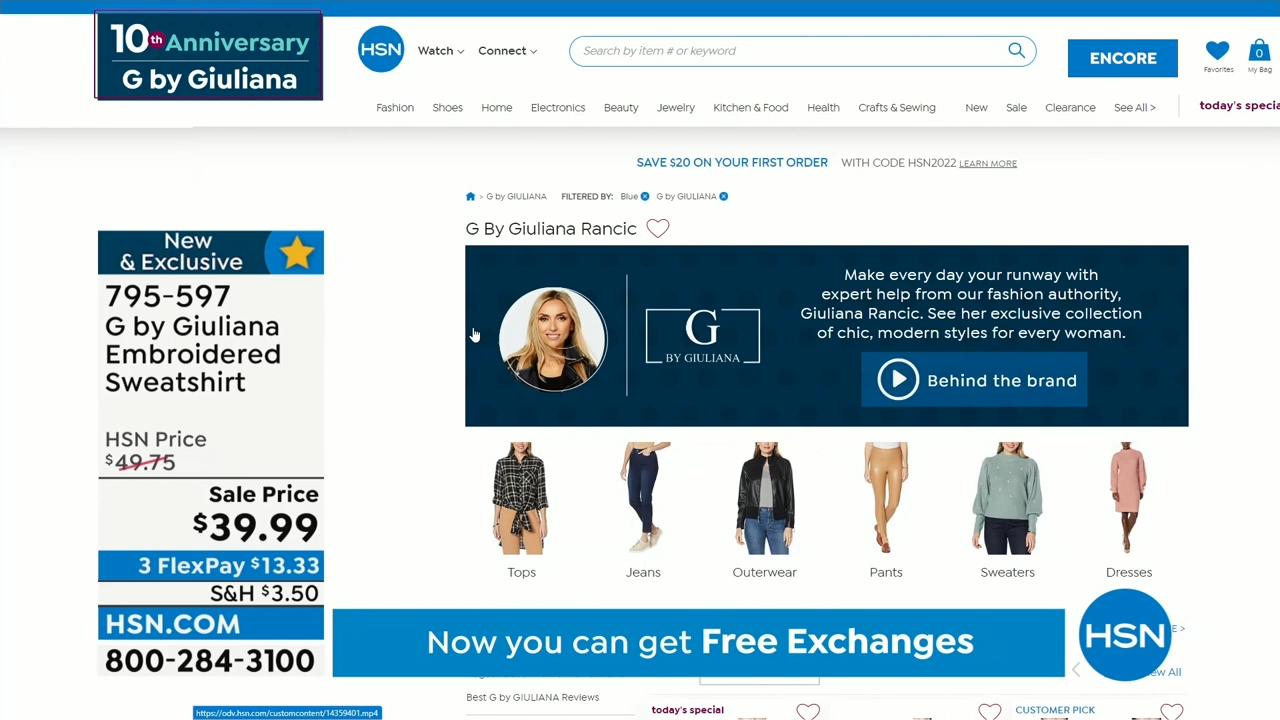 10th Anniversary
G by Giuliana
HSN
Watch
Connect
Search by item # or keyword
ENCORE
Favorites
0
My Bag
Fashion
Shoes
Home
Electronics
Beauty
Jewelry
Kitchen & Food
Health
Crafts & Sewing
New
Sale
Clearance
See All >
today's specia
SAVE $20 ON YOUR FIRST ORDER WITH CODE HSN2022 LEARN MORE
> G by GIULIANA FILTERED BY: Blue G by GIULIANA
G By Giuliana Rancic
New
& Exclusive
795-597
G by Giuliana
Embroidered
Sweatshirt
HSN Price
$49.75
Sale Price
$39.99
3 FlexPay $13.33
S&H $3.50
HSN.COM
800-284-3100
G
BY GIULIANA
Make every day your runway with
expert help from our fashion authority,
Giuliana Rancic. See her exclusive collection
of chic, modern styles for every woman.
Behind the brand
Tops
Jeans
Outerwear
Pants
Sweaters
Dresses
Now you can get Free Exchanges
HSN
E >
ew All
Best G by GIULIANA Reviews
today's special
CUSTOMER PICK
https://odv.hsn.com/customcontent/14359401.mp4